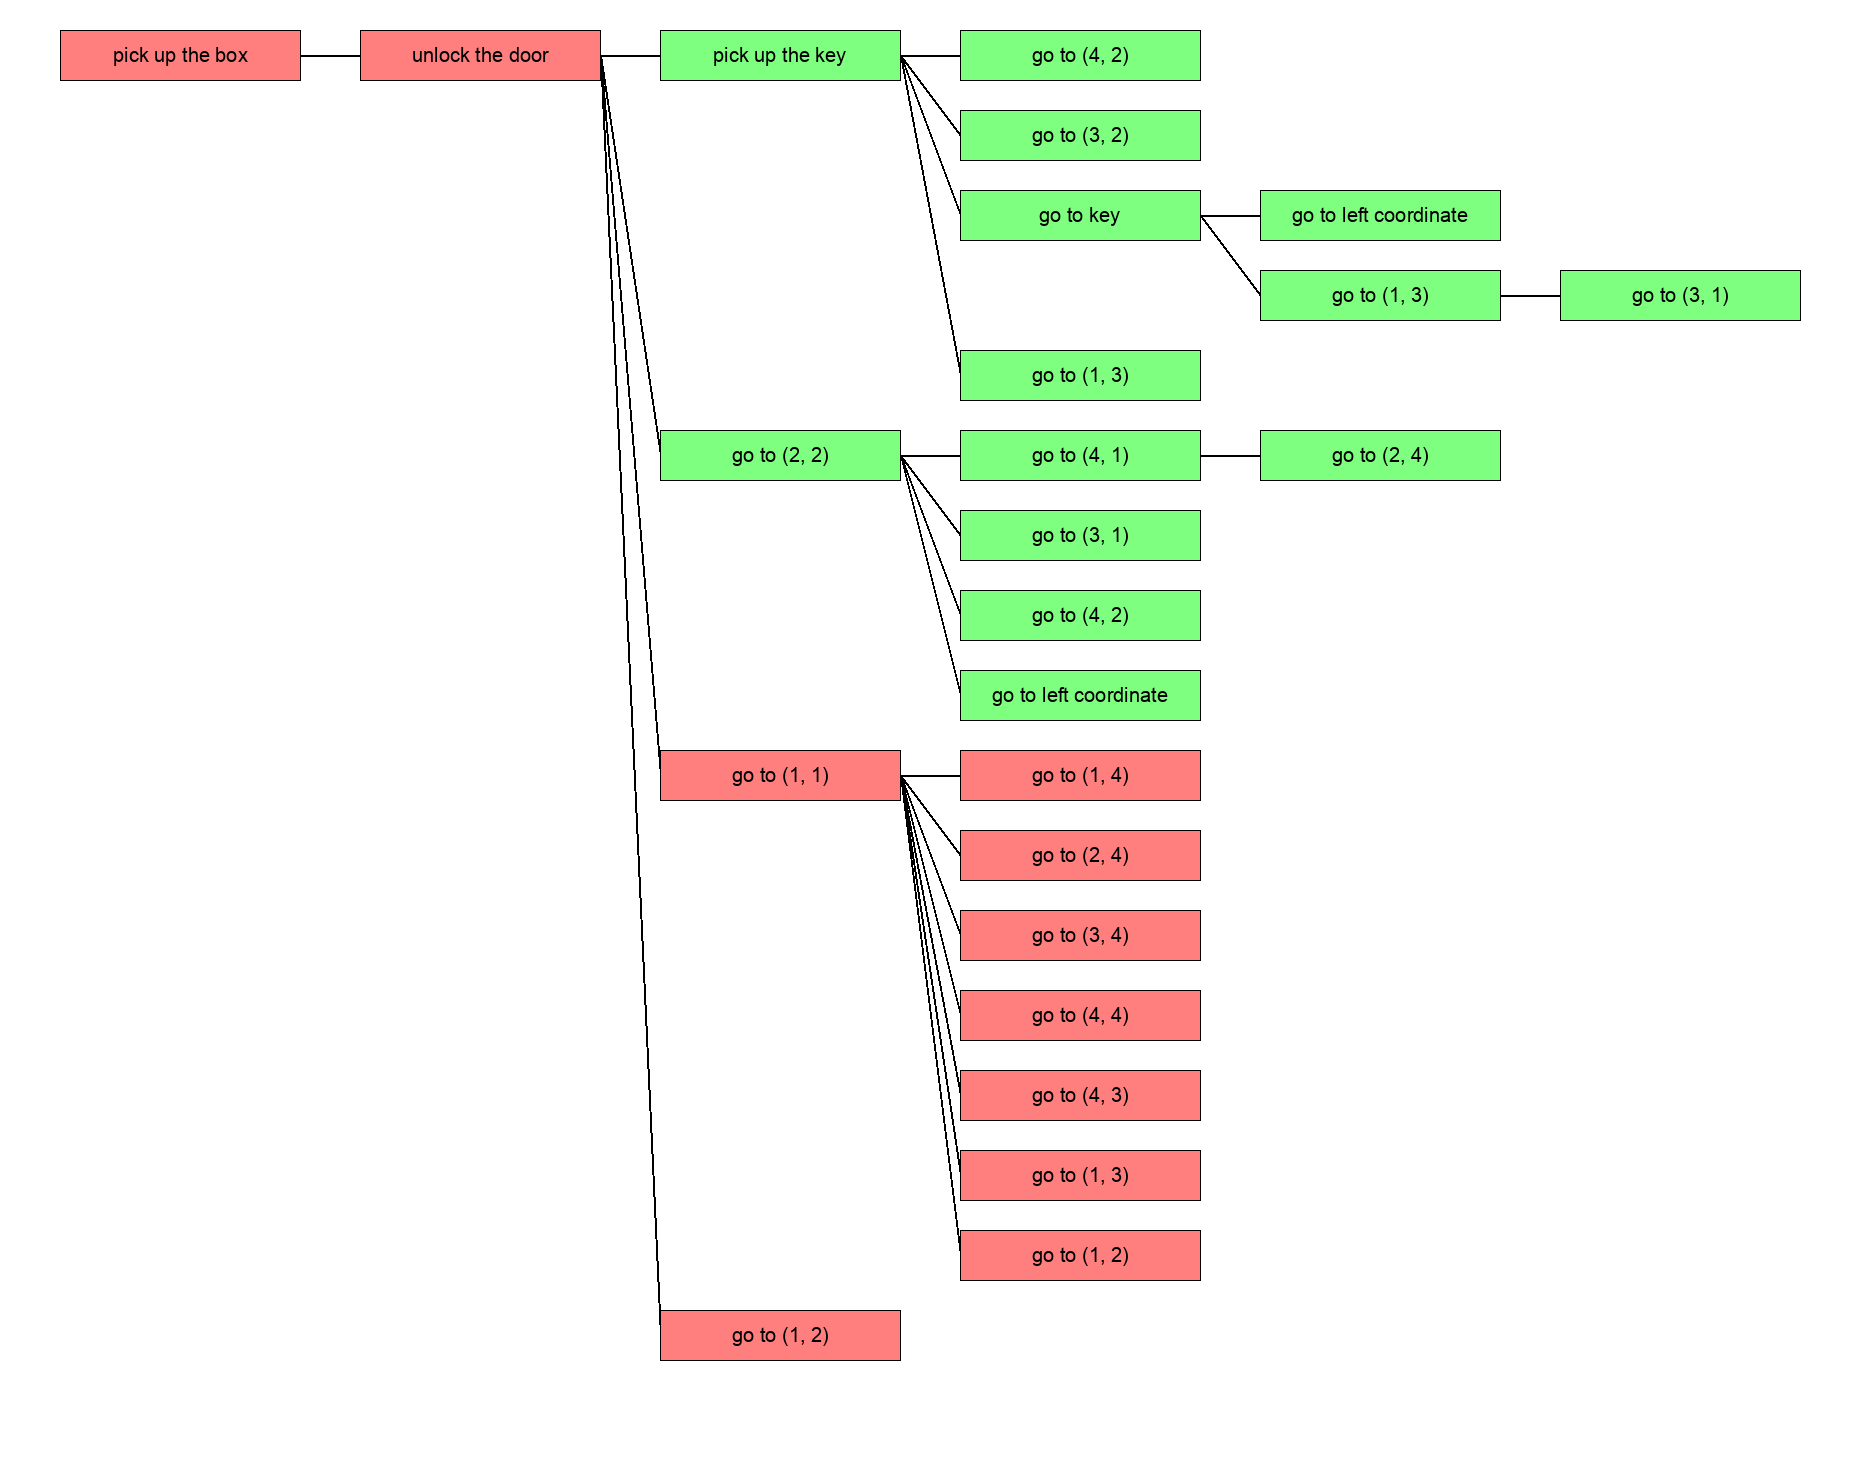 pick up the box
unlock the door
pick up the key
go to (4, 2)
go to (3, 2)
go to key
go to left coordinate
go to (1, 3)
go to (3, 1)
go to (1, 3)
go to (2, 2)
go to (4, 1)
go to (2, 4)
go to (3, 1)
go to (4, 2)
go to left coordinate
go to (1, 1)
go to (1, 4)
go to (2, 4)
go to (3, 4)
go to (4, 4)
go to (4, 3)
go to (1, 3)
go to (1, 2)
go to (1, 2)